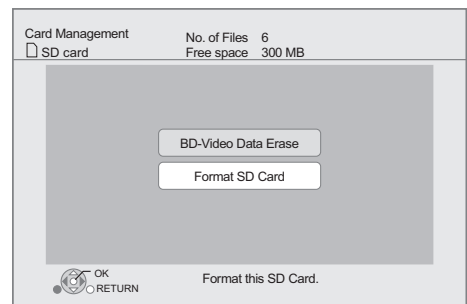 Card Management
No. of Files 6
SD card
Free space 300 MB
BD-Video Data Erase
Format SD Card
OK
RETURN
Format this SD Card.